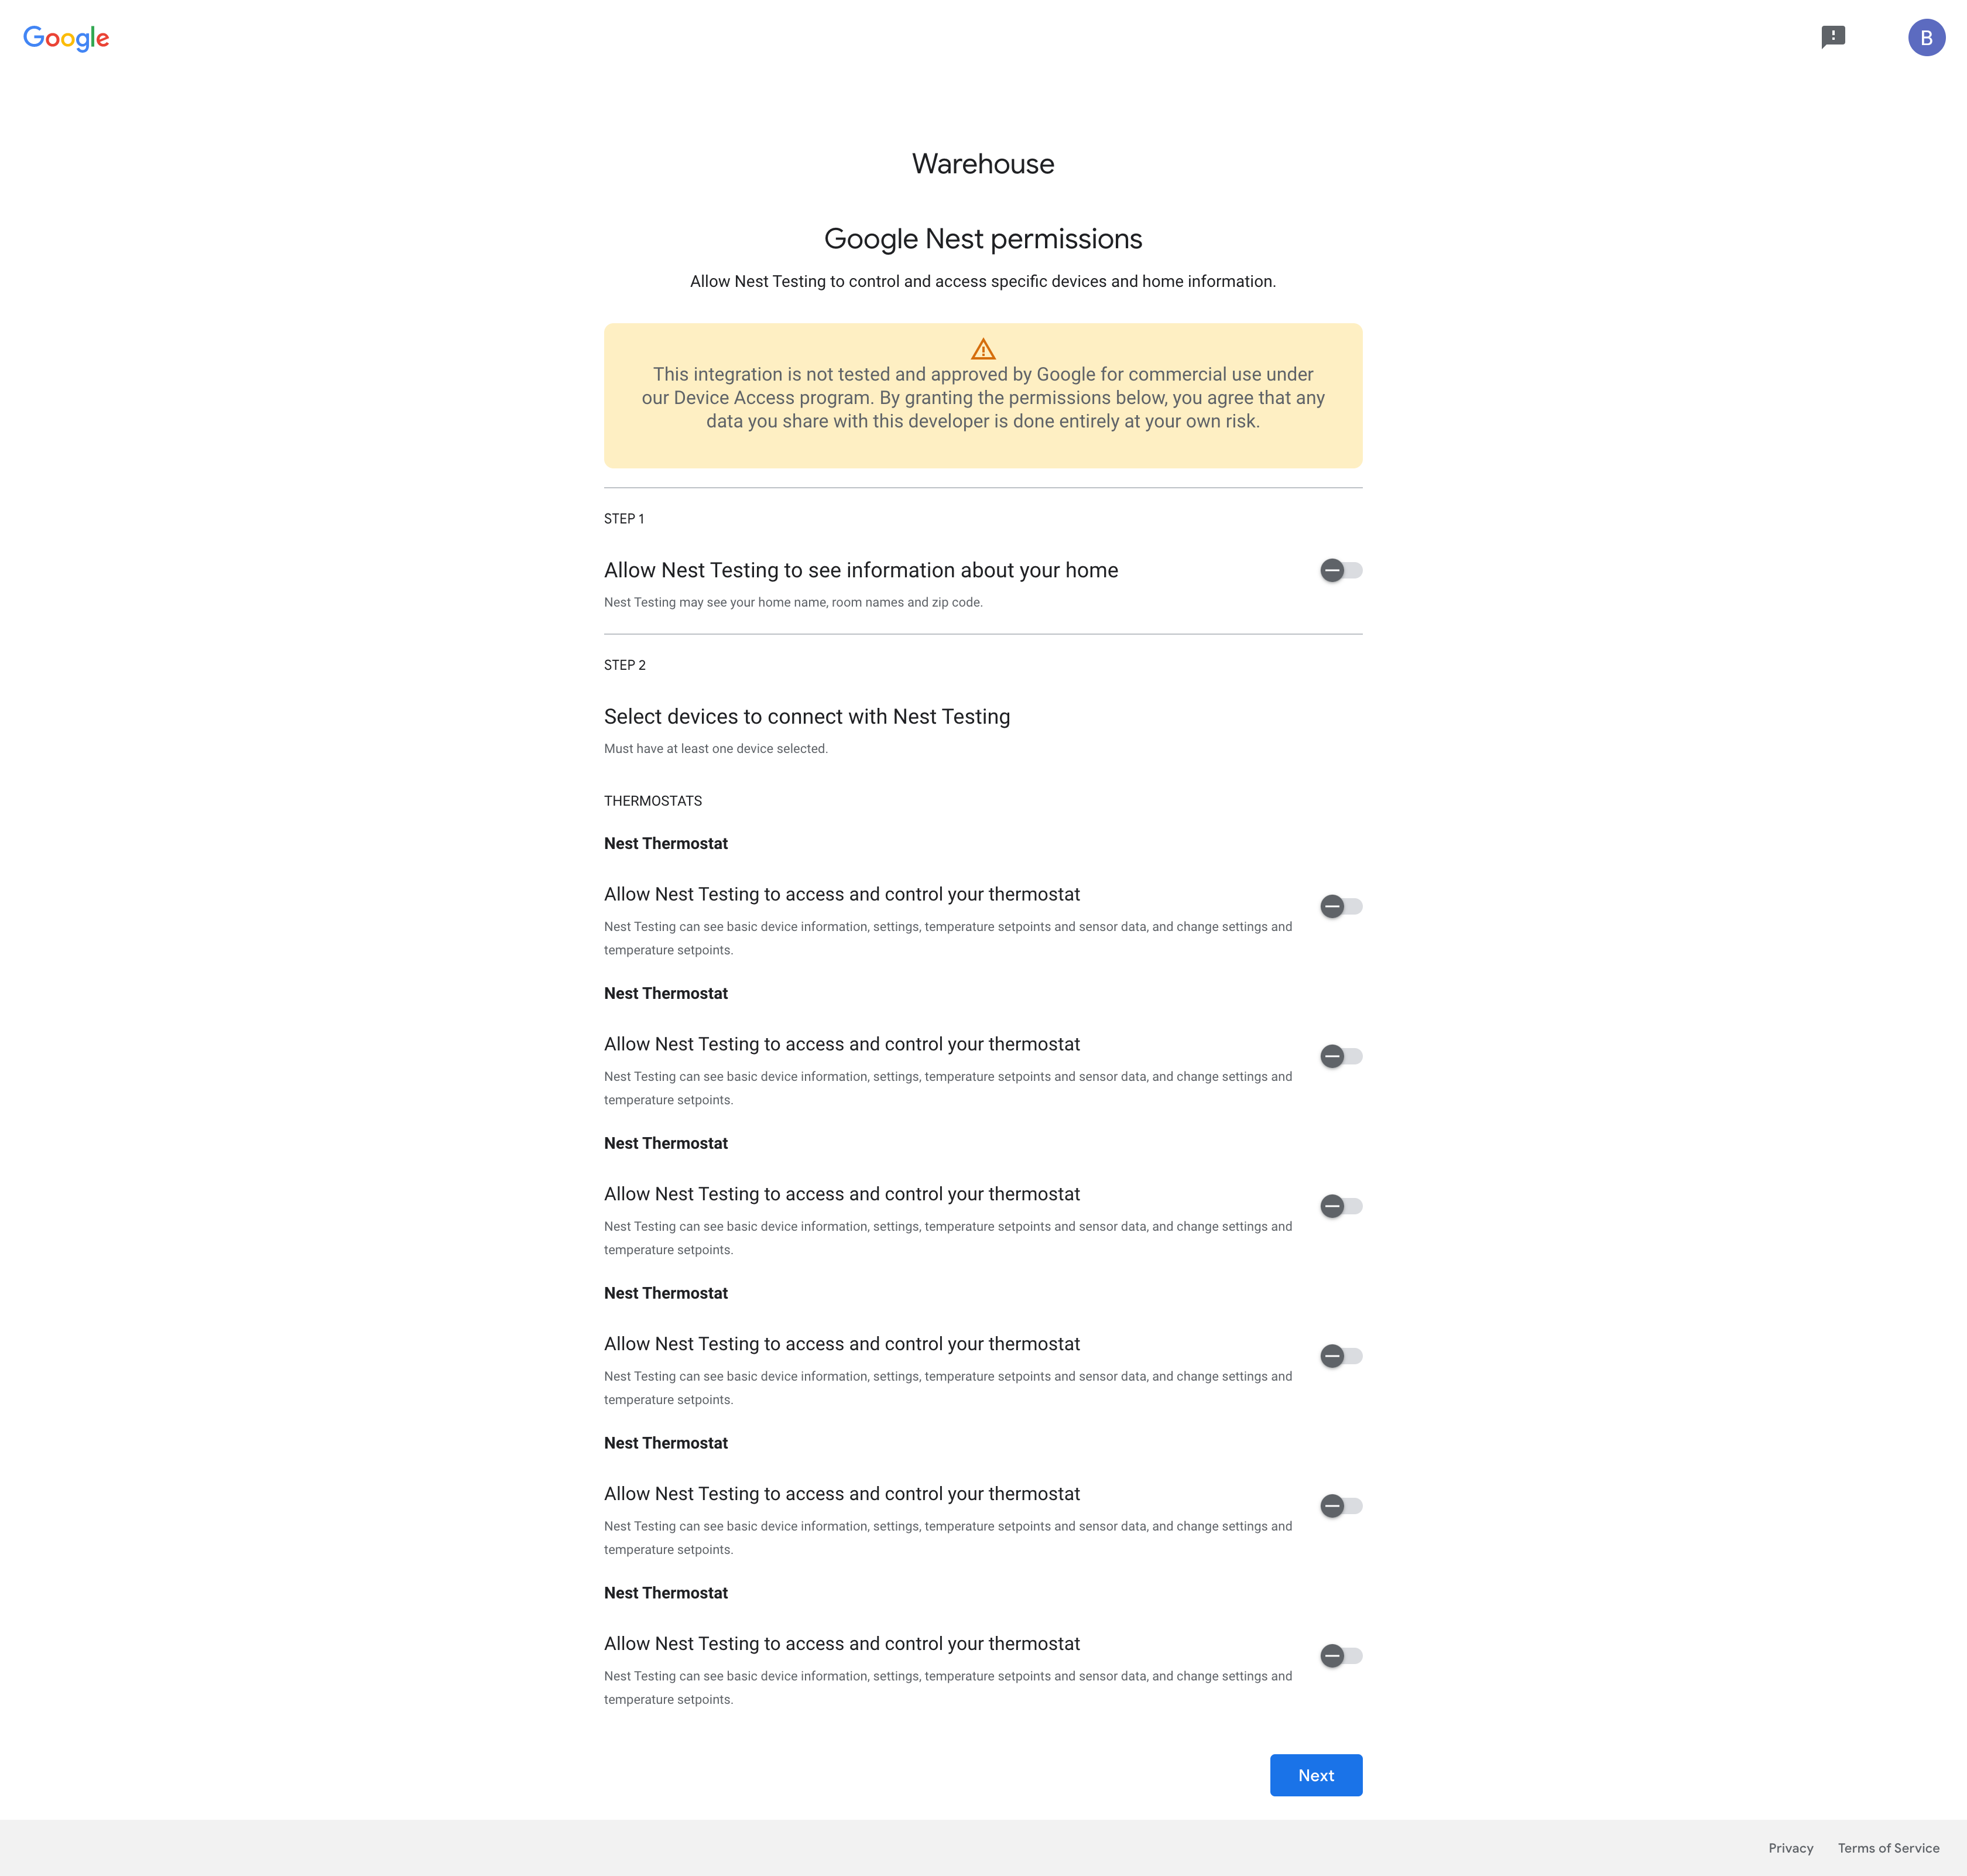 Google
B
Warehouse
Google Nest permissions
Allow Nest Testing to control and access specific devices and home information.
This integration is not tested and approved by Google for commercial use under
our Device Access program. By granting the permissions below, you agree that any
data you share with this developer is done entirely at your own risk.
STEP 1
Allow Nest Testing to see information about your home
Nest Testing may see your home name, room names and zip code.
STEP 2
Select devices to connect with Nest Testing
Must have at least one device selected.
THERMOSTATS
Nest Thermostat
Allow Nest Testing to access and control your thermostat
Nest Testing can see basic device information, settings, temperature setpoints and sensor data, and change settings and
temperature setpoints.
Nest Thermostat
Allow Nest Testing to access and control your thermostat
Nest Testing can see basic device information, settings, temperature setpoints and sensor data, and change settings and
temperature setpoints.
Nest Thermostat
Allow Nest Testing to access and control your thermostat
Nest Testing can see basic device information, settings, temperature setpoints and sensor data, and change settings and
temperature setpoints.
Nest Thermostat
Allow Nest Testing to access and control your thermostat
Nest Testing can see basic device information, settings, temperature setpoints and sensor data, and change settings and
temperature setpoints.
Nest Thermostat
Allow Nest Testing to access and control your thermostat
Nest Testing can see basic device information, settings, temperature setpoints and sensor data, and change settings and
temperature setpoints.
Nest Thermostat
Allow Nest Testing to access and control your thermostat
Nest Testing can see basic device information, settings, temperature setpoints and sensor data, and change settings and
temperature setpoints.
Next
Privacy Terms of Service